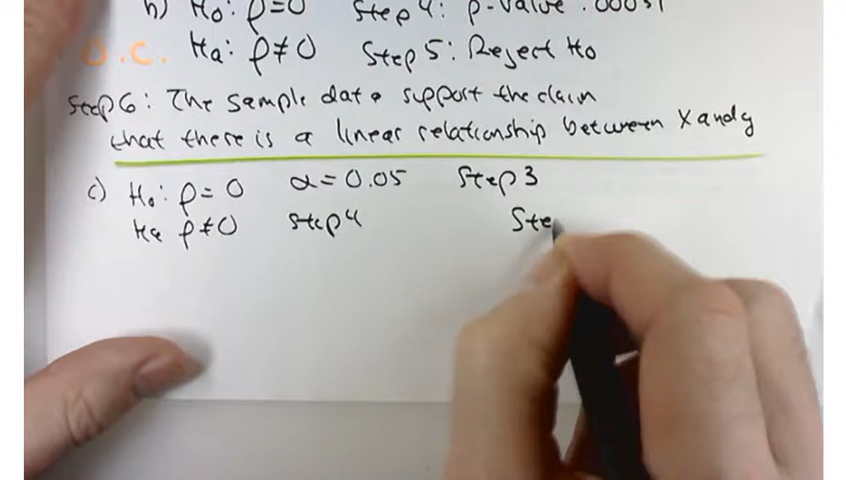 b) Ho: ρ=0 Step 4: p-value .00031
O.C. Ha: ρ≠0 Step 5: Reject Ho
Step 6: The sample data support the claim
that there is a linear relationship between x and y
c) Ho: ρ= 0 α=0.05 Step 3
Ha ρ≠0 Step 4 Ste